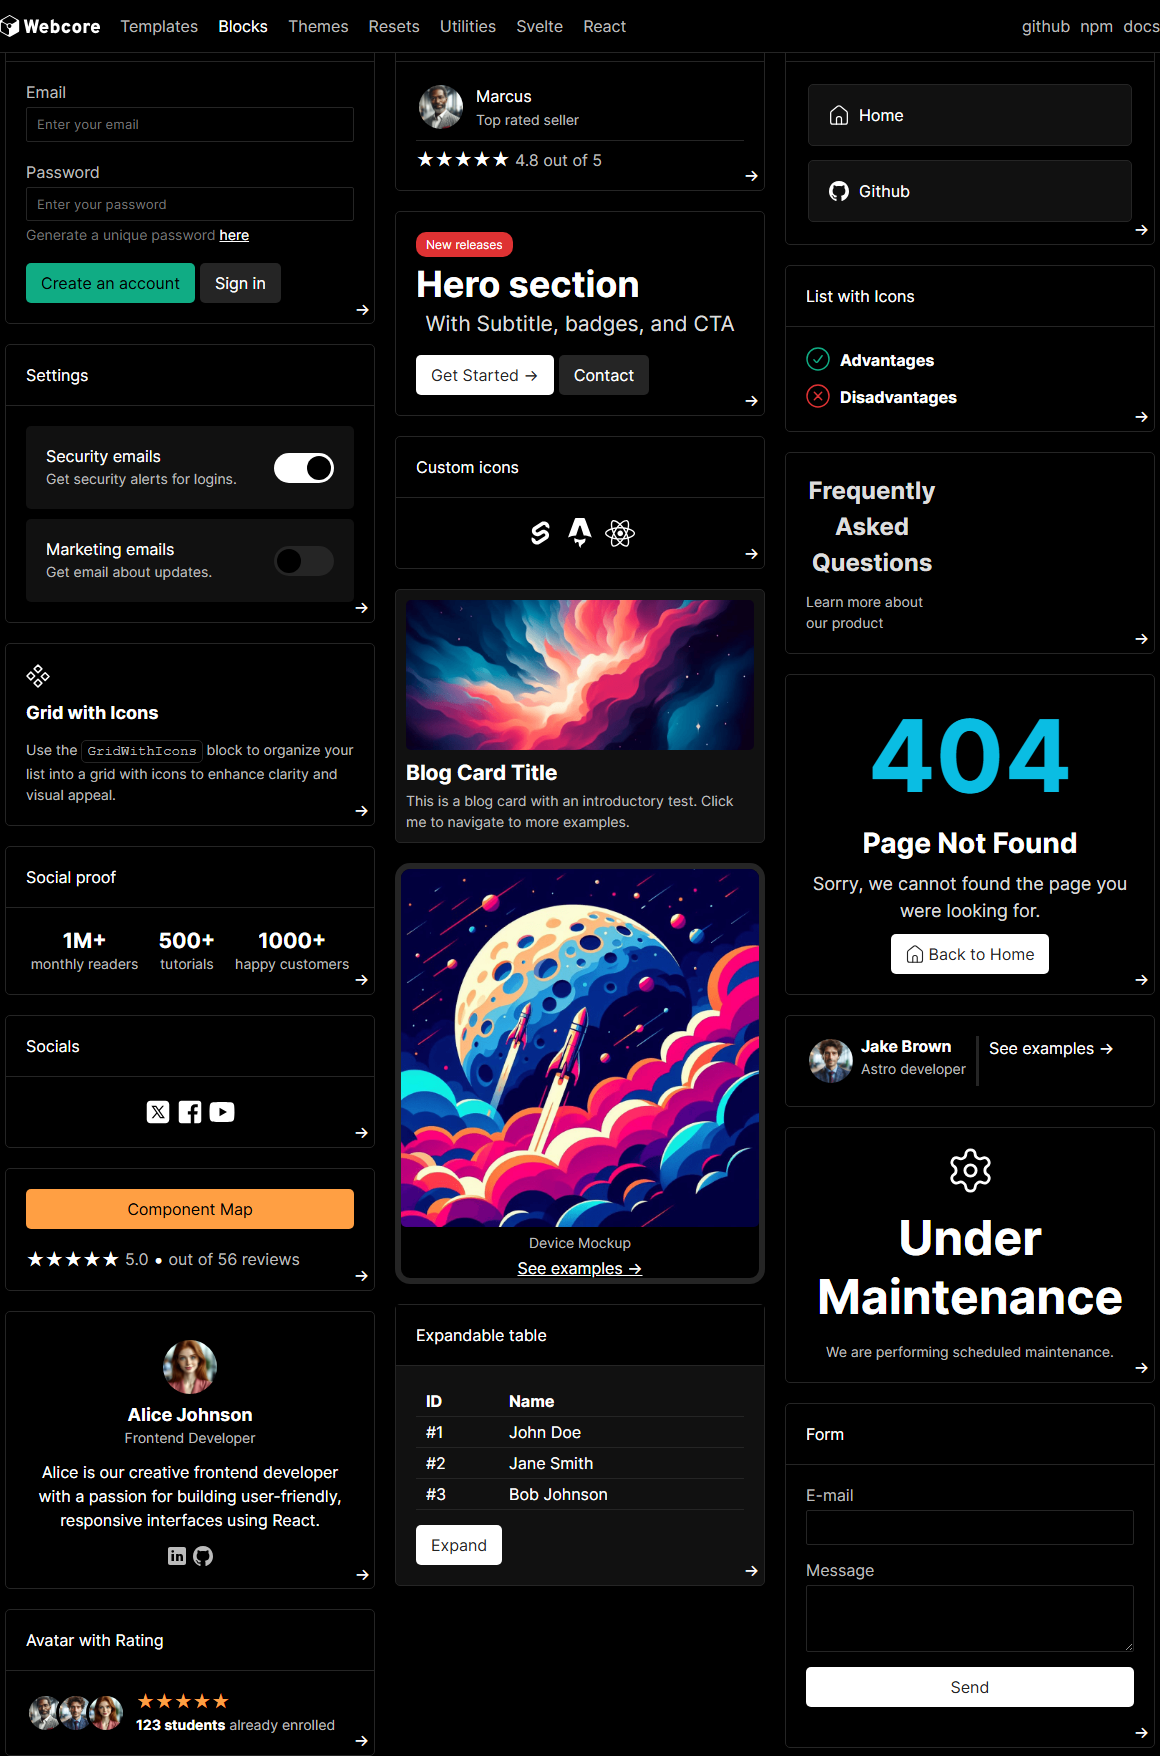 Webcore Templates Blocks Themes Resets Utilities Svelte React github npm docs
Email
Enter your email
Password
Enter your password
Generate a unique password here
Create an account Sign in
→
Settings
Security emails
Get security alerts for logins.
Marketing emails
Get email about updates.
→
Grid with Icons
Use the GridWithIcons block to organize your
list into a grid with icons to enhance clarity and
visual appeal.
→
Social proof
1M+ 500+ 1000+
monthly readers tutorials happy customers
→
Socials
→
Component Map
★★★★★ 5.0 • out of 56 reviews
→
Alice Johnson
Frontend Developer
Alice is our creative frontend developer
with a passion for building user-friendly,
responsive interfaces using React.
→
Avatar with Rating
★★★★★
123 students already enrolled
→
Marcus
Top rated seller
★★★★★ 4.8 out of 5
→
New releases
Hero section
With Subtitle, badges, and CTA
Get Started → Contact
→
Custom icons
→
Blog Card Title
This is a blog card with an introductory test. Click
me to navigate to more examples.
Device Mockup
See examples →
Expandable table
ID Name
#1 John Doe
#2 Jane Smith
#3 Bob Johnson
Expand
→
Home
Github
→
List with Icons
Advantages
Disadvantages
→
Frequently
Asked
Questions
Learn more about
our product
→
404
Page Not Found
Sorry, we cannot found the page you
were looking for.
Back to Home
→
Jake Brown
Astro developer
See examples →
Under
Maintenance
We are performing scheduled maintenance.
→
Form
E-mail
Message
Send
→